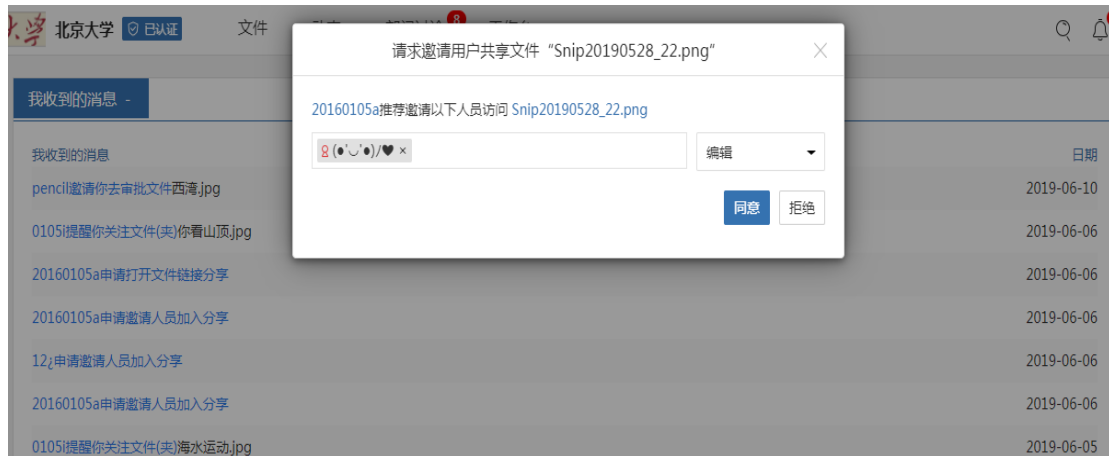 北京大学 已认证 文件 8
请求邀请用户共享文件“Snip20190528_22.png“
我收到的消息 -
20160105a推荐邀请以下人员访问 Snip20190528_22.png
(●'◡'●)/♥ × 编辑
我收到的消息 日期
pencil邀请你去审批文件西湾.jpg 2019-06-10
同意 拒绝
0105i提醒你关注文件(夹)你看山顶.jpg 2019-06-06
20160105a申请打开文件链接分享 2019-06-06
20160105a申请邀请人员加入分享 2019-06-06
12¿申请邀请人员加入分享 2019-06-06
20160105a申请邀请人员加入分享 2019-06-06
0105i提醒你关注文件(夹)海水运动.jpg 2019-06-05